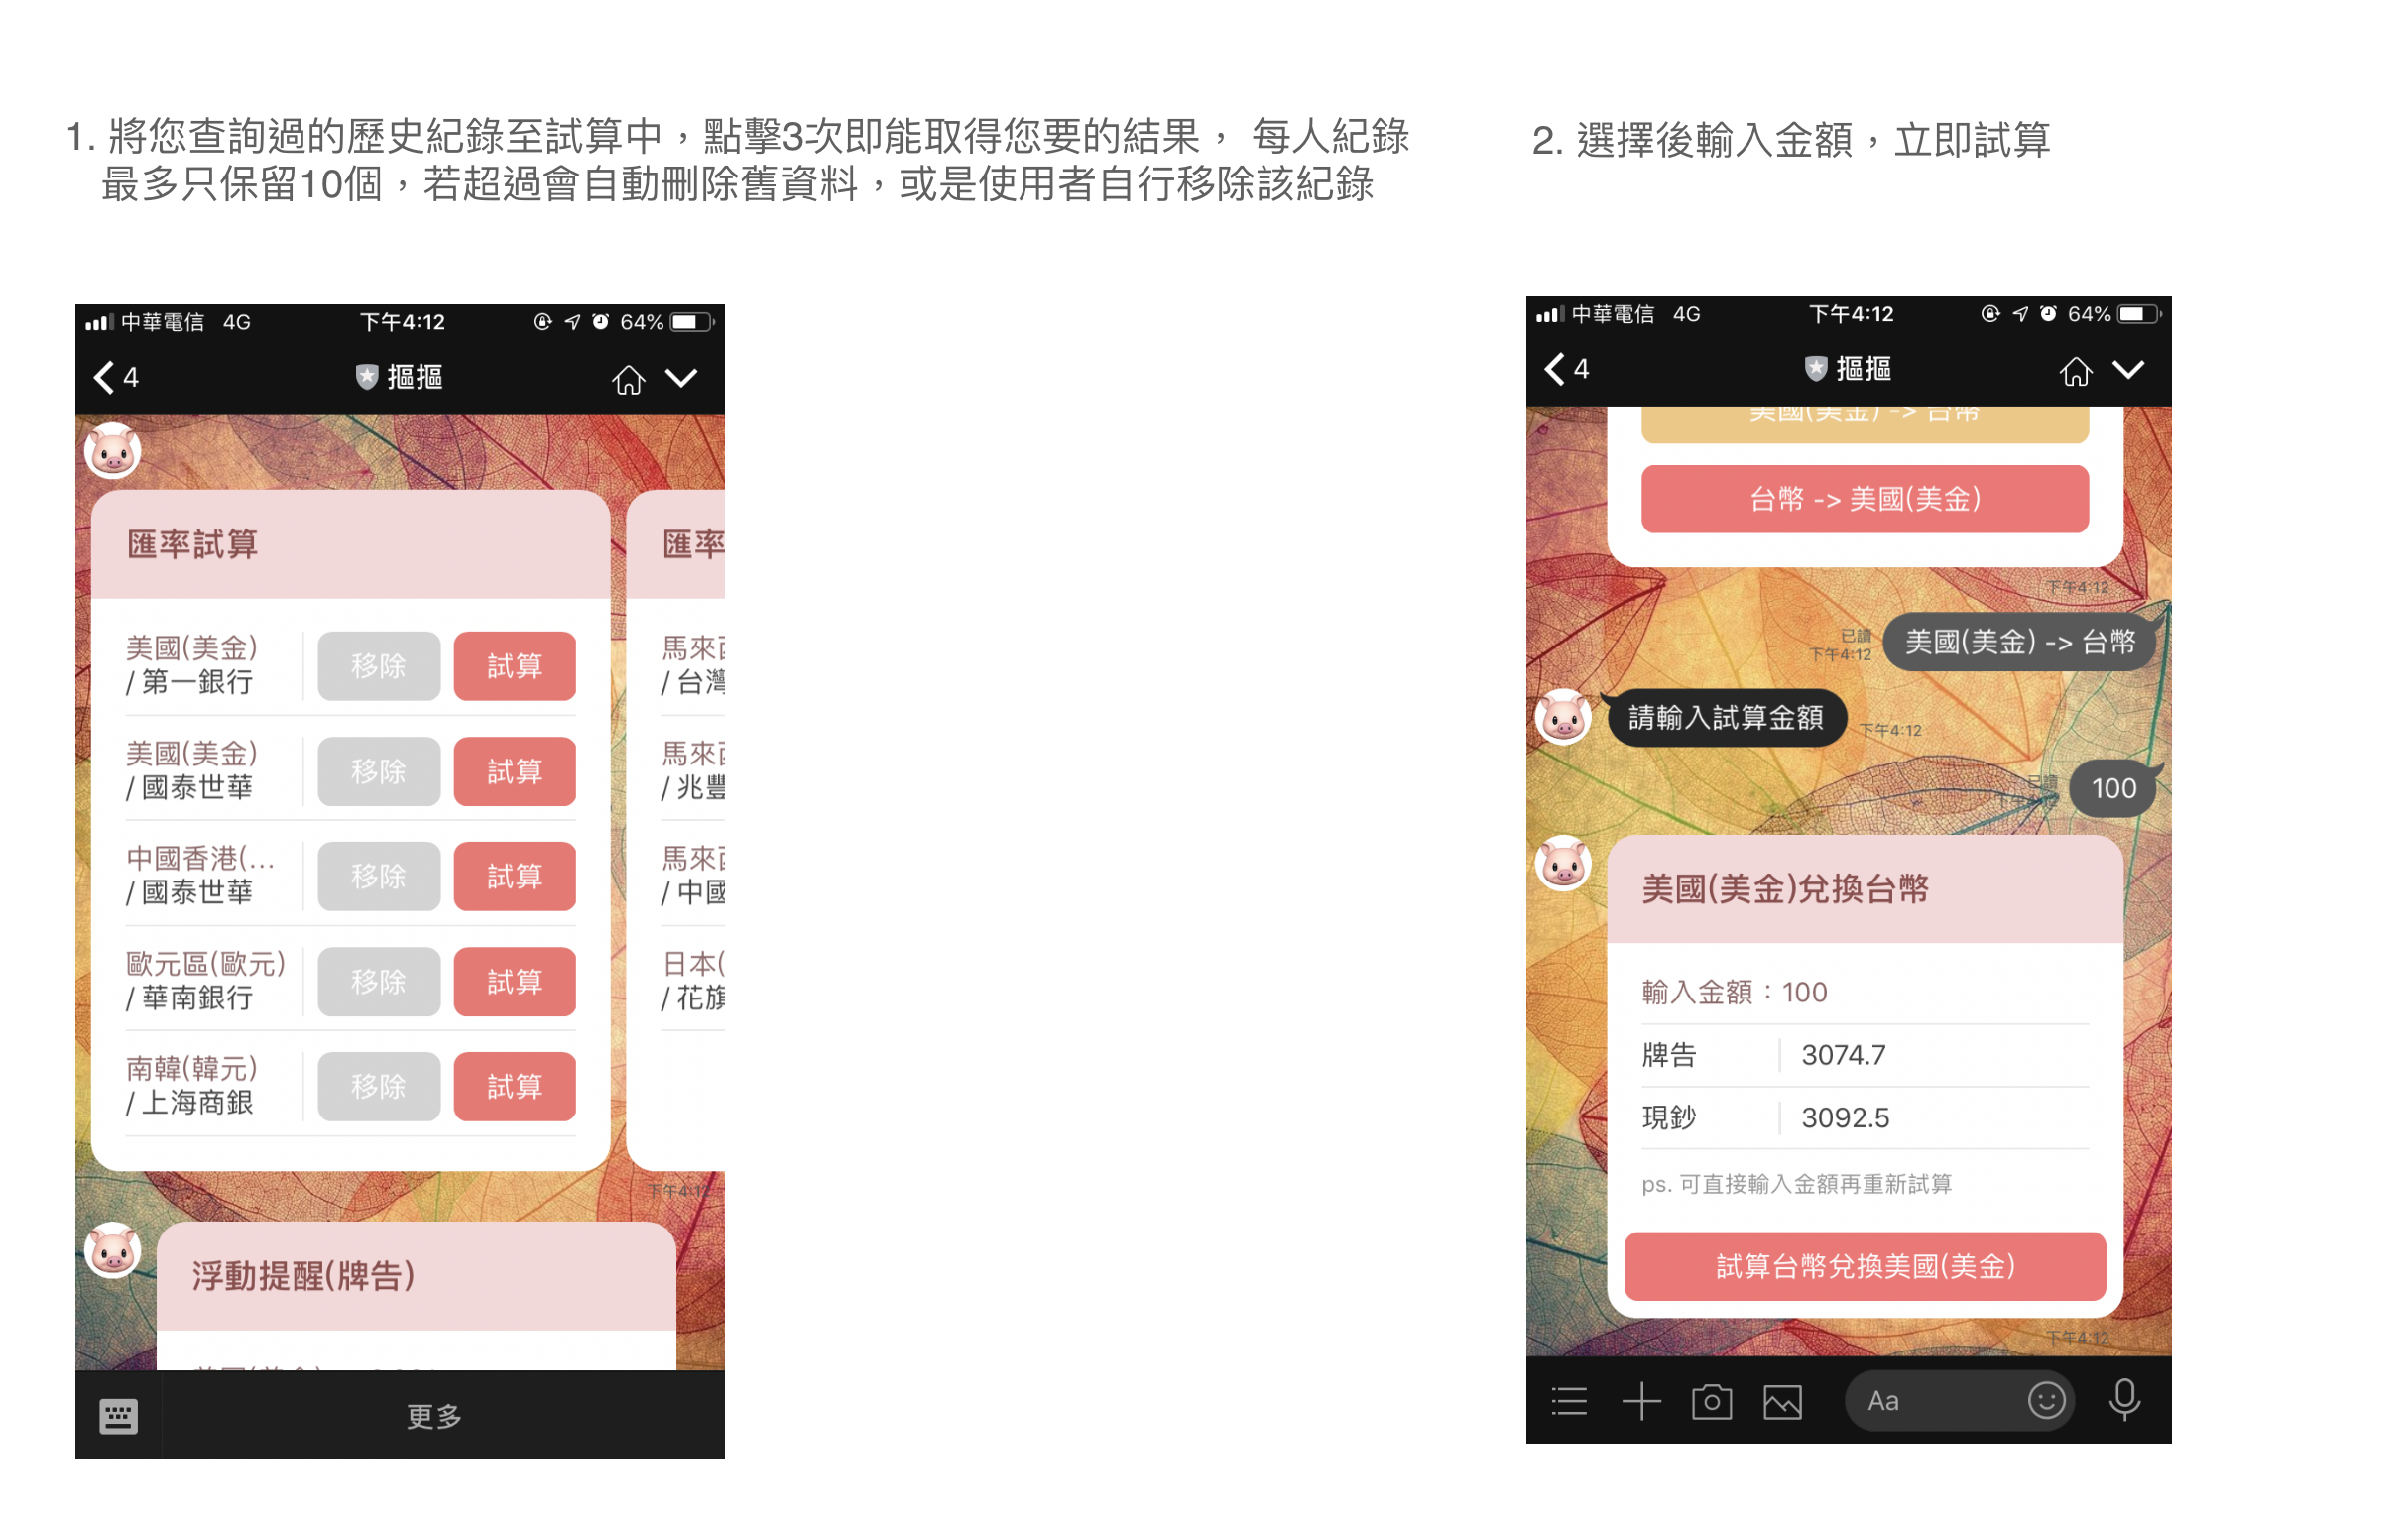 1. 將您查詢過的歷史紀錄至試算中，點擊3次即能取得您要的結果， 每人紀錄
最多只保留10個，若超過會自動刪除舊資料，或是使用者自行移除該紀錄
2. 選擇後輸入金額，立即試算
中華電信 4G 下午4:12 64%
4 摳摳
匯率試算
美國(美金)
/ 第一銀行
移除 試算
美國(美金)
/ 國泰世華
移除 試算
中國香港(...
/ 國泰世華
移除 試算
歐元區(歐元)
/ 華南銀行
移除 試算
南韓(韓元)
/ 上海商銀
移除 試算
匯率
馬來
/ 台灣
馬來
/ 兆豐
馬來
/ 中國
日本(
/ 花旗
下午4:12
浮動提醒(牌告)
更多
中華電信 4G 下午4:12 64%
4 摳摳
美國(美金) -> 台幣
台幣 -> 美國(美金)
下午4:12
已讀
下午4:12
美國(美金) -> 台幣
請輸入試算金額
下午4:12
已讀
100
美國(美金)兌換台幣
輸入金額：100
牌告 3074.7
現鈔 3092.5
ps. 可直接輸入金額再重新試算
試算台幣兌換美國(美金)
下午4:12
Aa